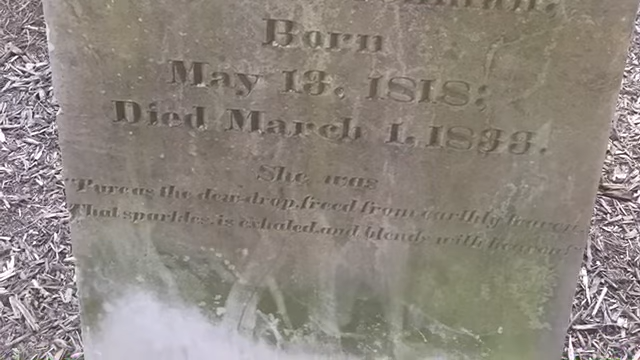 Born
May 13. 1818;
Died March 1, 1833.
She was
"Pure as the dew-drop, freed from earthly leaven,
That sparkles, is exhaled, and blends with heaven!"